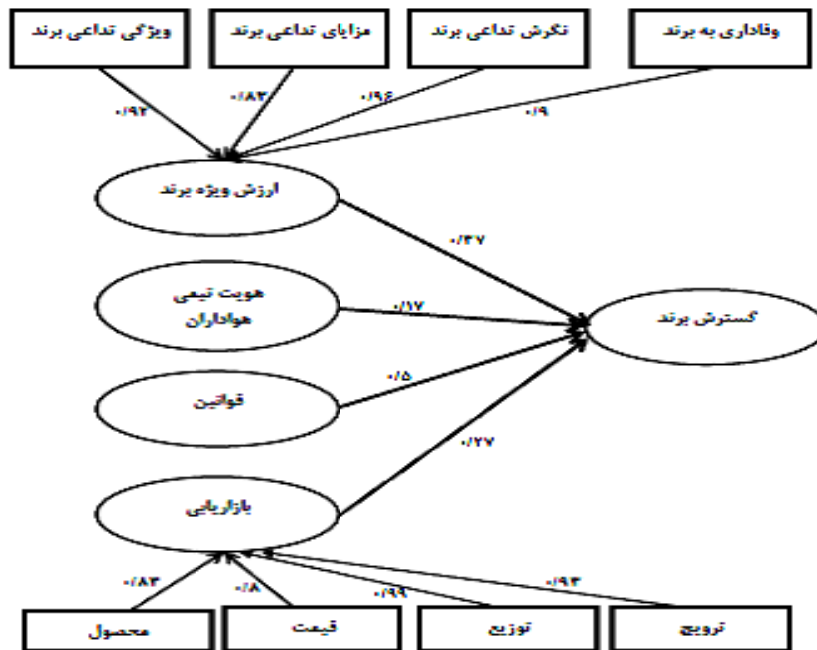 وفاداری به برند
نگرش تداعی برند
مزایای تداعی برند
ویژگی تداعی برند
۰/۹
۰/۹۶
۰/۸۳
۰/۹۲
ارزش ویژه برند
۰/۳۷
هویت تیمی
هواداران
۰/۱۷
گسترش برند
قوانین
۰/۵
۰/۲۷
بازاریابی
۰/۹۳
۰/۹۹
۰/۸
۰/۸۳
ترویج
توزیع
قیمت
محصول